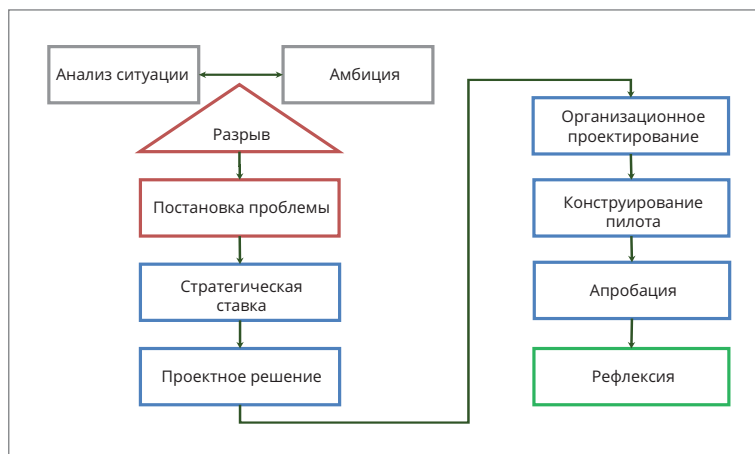 Анализ ситуации
Амбиция
Разрыв
Постановка проблемы
Стратегическая
ставка
Проектное решение
Организационное
проектирование
Конструирование
пилота
Апробация
Рефлексия